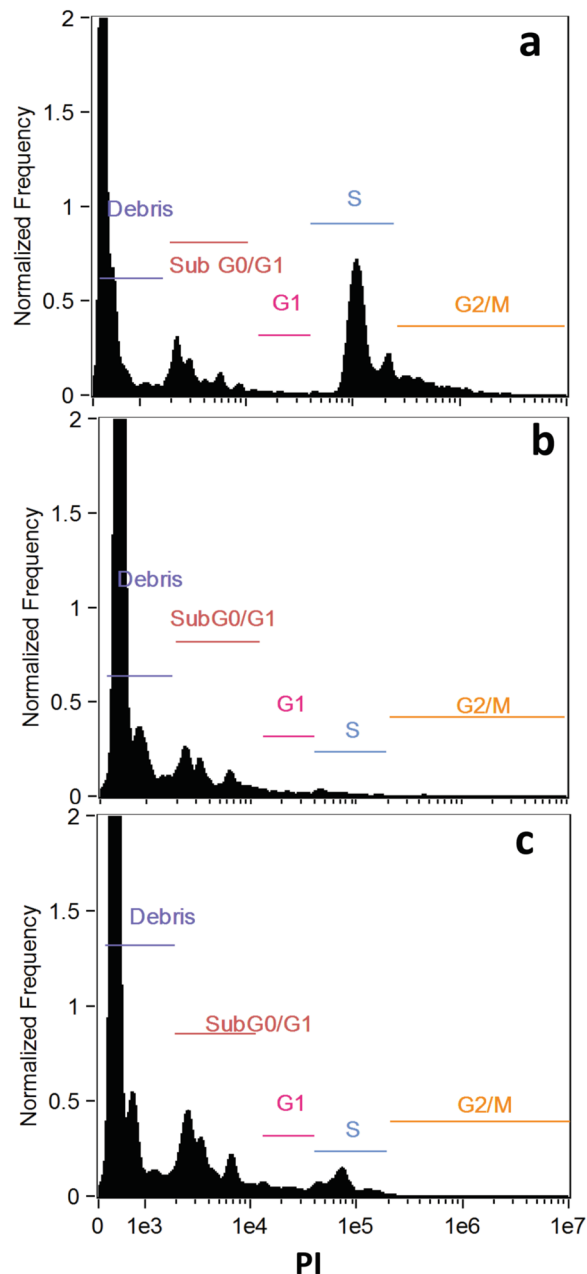 a
2
1.5
1
0.5
0
Normalized Frequency
Debris
Sub G0/G1
G1
S
G2/M
b
2
1.5
1
0.5
0
Normalized Frequency
Debris
SubG0/G1
G1
S
G2/M
c
2
1.5
1
0.5
0
Normalized Frequency
Debris
SubG0/G1
G1
S
G2/M
0 1e3 1e4 1e5 1e6 1e7
PI